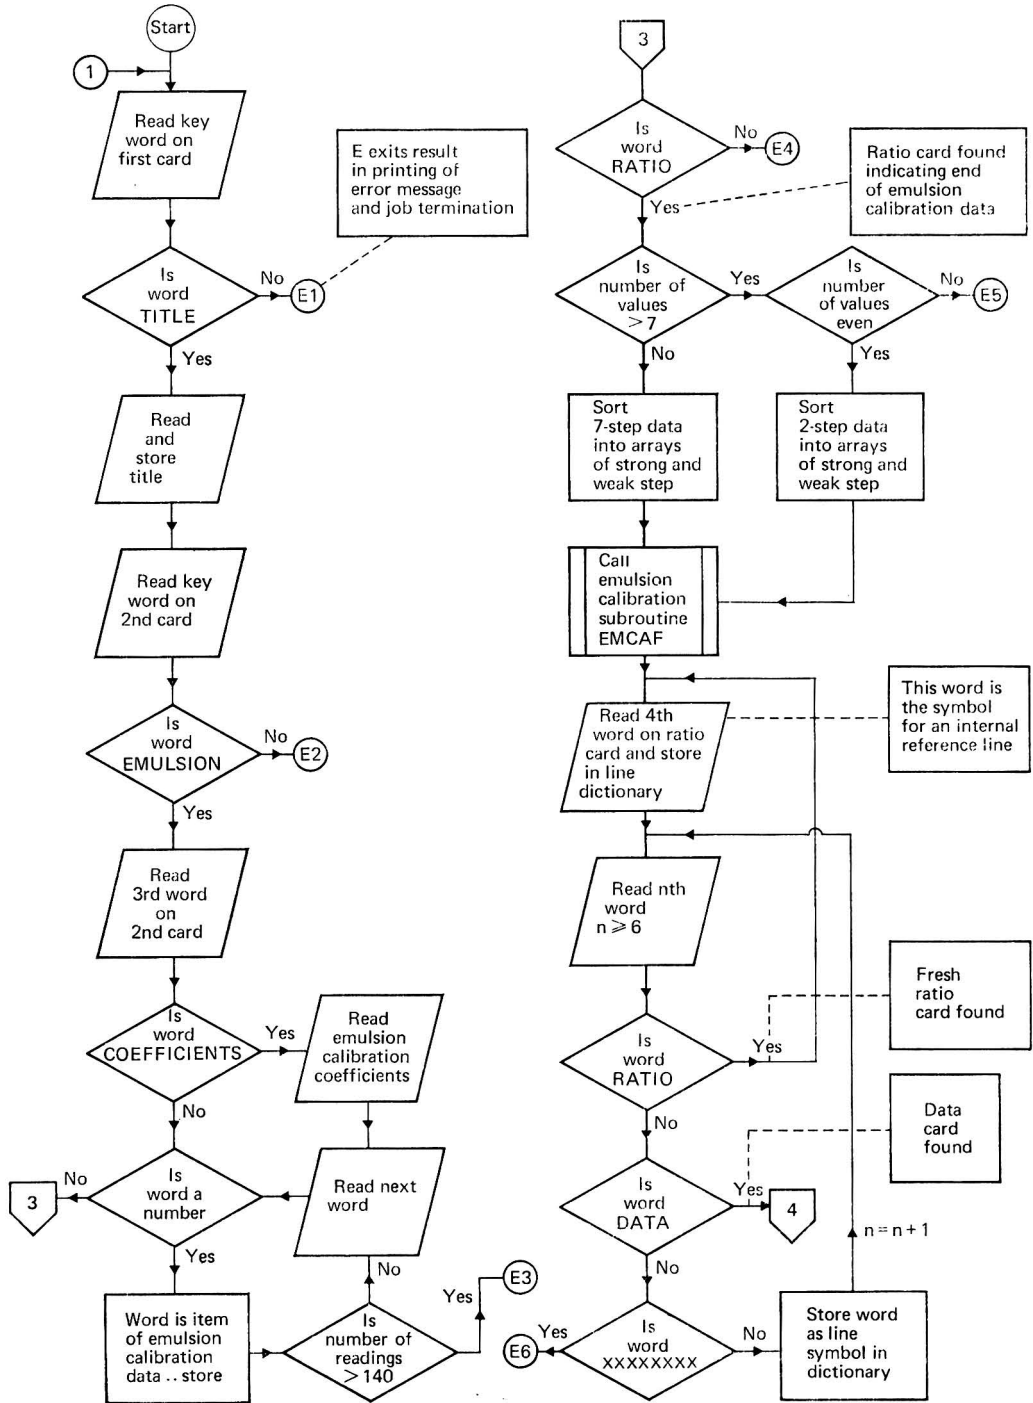 Start
1
Read key
word on
first card
E exits result
in printing of
error message
and job termination
Is
word
TITLE
No
E1
Yes
Read
and
store
title
Read key
word on
2nd card
Is
word
EMULSION
No
E2
Yes
Read
3rd word
on
2nd card
Is
word
COEFFICIENTS
Yes
Read
emulsion
calibration
coefficients
No
Is
word a
number
No
3
Read next
word
Yes
No
Word is item
of emulsion
calibration
data .. store
Is
number of
readings
> 140
Yes
E3
3
Is
word
RATIO
No
E4
Ratio card found
indicating end
of emulsion
calibration data
Yes
Is
number of
values
> 7
Yes
Is
number
of values
even
No
E5
No
Yes
Sort
7-step data
into arrays
of strong and
weak step
Sort
2-step data
into arrays
of strong and
weak step
Call
emulsion
calibration
subroutine
EMCAF
Read 4th
word on ratio
card and store
in line
dictionary
This word is
the symbol
for an internal
reference line
Read nth
word
n ⩾ 6
Is
word
RATIO
Yes
Fresh
ratio
card found
No
Is
word
DATA
Yes
4
Data
card
found
n = n + 1
No
Is
word
XXXXXXXX
Yes
E6
No
Store word
as line
symbol in
dictionary